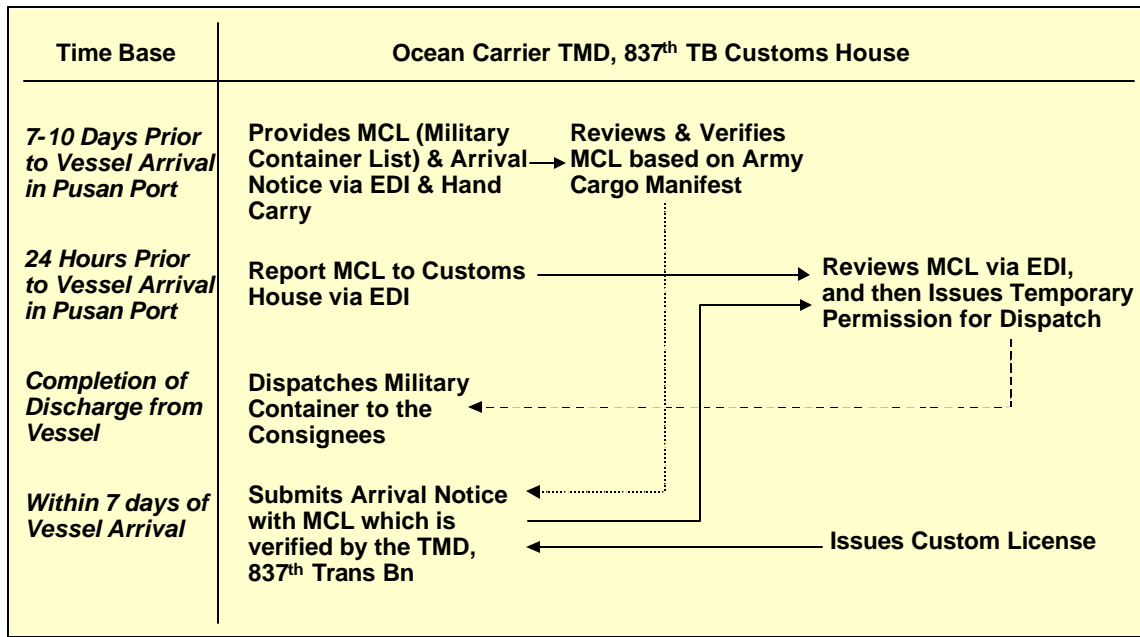 Time Base
Ocean Carrier TMD, 837th TB Customs House
7-10 Days Prior
to Vessel Arrival
in Pusan Port
Provides MCL (Military
Container List) & Arrival
Notice via EDI & Hand
Carry
Reviews & Verifies
MCL based on Army
Cargo Manifest
24 Hours Prior
to Vessel Arrival
in Pusan Port
Report MCL to Customs
House via EDI
Reviews MCL via EDI,
and then Issues Temporary
Permission for Dispatch
Completion of
Discharge from
Vessel
Dispatches Military
Container to the
Consignees
Within 7 days of
Vessel Arrival
Submits Arrival Notice
with MCL which is
verified by the TMD,
837th Trans Bn
Issues Custom License